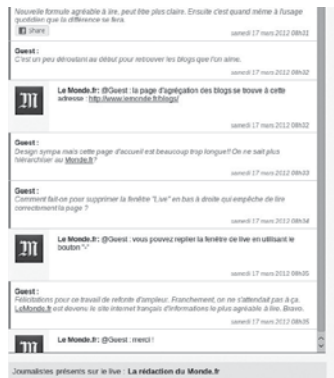 Nouvelle formule agréable à lire, peut être plus claire. Ensuite c'est quand même à l'usage
quotidien que la différence se fera.
Share
samedi 17 mars 2012 08h31
Guest :
C'est un peu déroutant au début pour retrouver les blogs que l'on aime.
samedi 17 mars 2012 08h32
M
Le Monde.fr: @Guest : la page d'agrégation des blogs se trouve à cette
adresse : http://www.lemonde.fr/blogs/
samedi 17 mars 2012 08h32
Guest :
Design sympa mais cette page d'accueil est beaucoup trop longue!! On ne sait plus
hiérarchiser au Monde.fr?
samedi 17 mars 2012 08h33
Guest :
Comment fait-on pour supprimer la fenêtre "Live" en bas à droite qui empêche de lire
correctement la page ?
samedi 17 mars 2012 08h34
M
Le Monde.fr: @Guest : vous pouvez replier la fenêtre de live en utilisant le
bouton "-"
samedi 17 mars 2012 08h35
Guest :
Félicitations pour ce travail de refonte d'ampleur. Franchement, on ne s'attendait pas à ça.
LeMonde.fr est devenu le site internet français d'informations le plus agréable à lire. Bravo.
samedi 17 mars 2012 08h35
M
Le Monde.fr: @Guest : merci !
Journalistes présents sur le live : La rédaction du Monde.fr